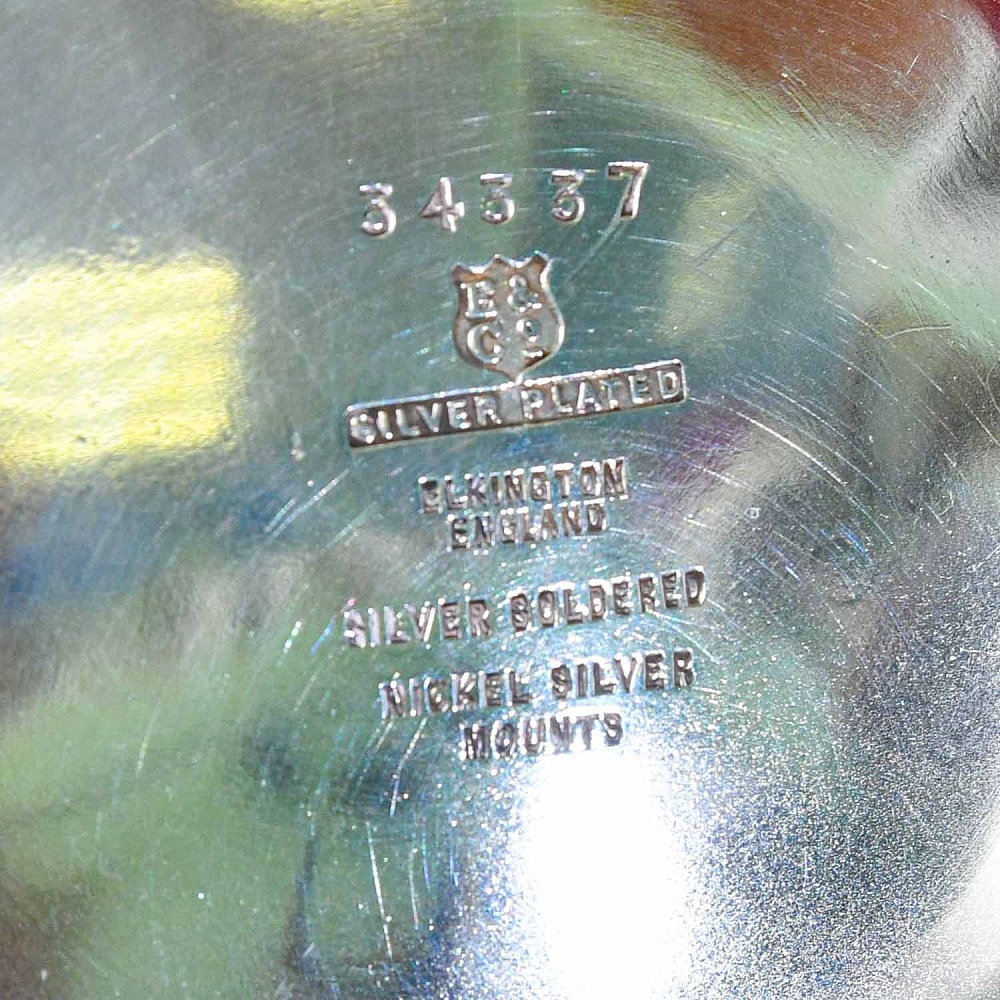 34337
E &
Co
SILVER PLATED
ELKINGTON
ENGLAND
SILVER SOLDERED
NICKEL SILVER
MOUNTS